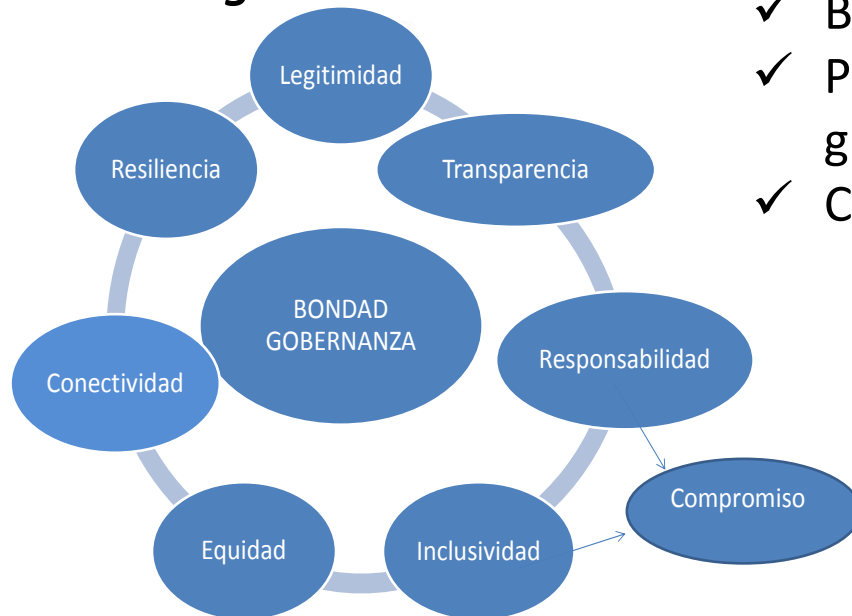 Legitimidad
Transparencia
Responsabilidad
Compromiso
Inclusividad
Equidad
Conectividad
Resiliencia
BONDAD
GOBERNANZA